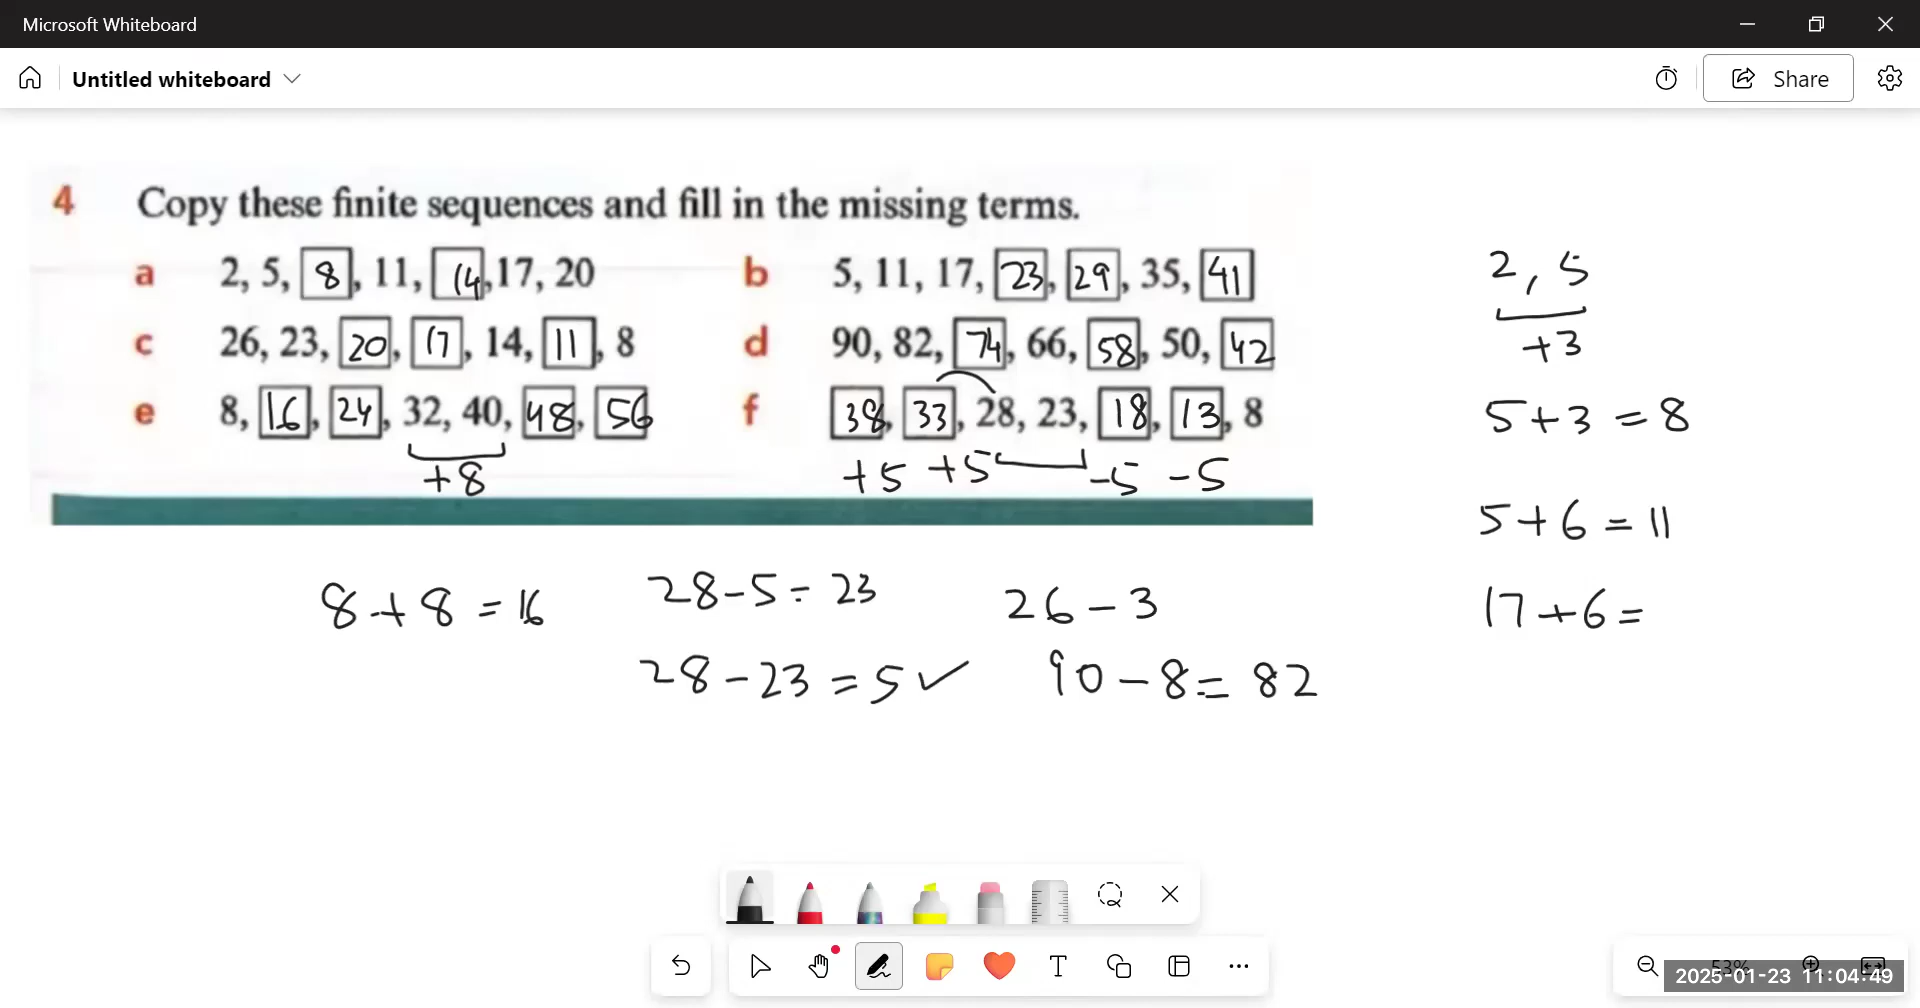 Microsoft Whiteboard
Untitled whiteboard
Share
4 Copy these finite sequences and fill in the missing terms.
a 2, 5, 8, 11, 14, 17, 20
b 5, 11, 17, 23, 29, 35, 41
c 26, 23, 20, 17, 14, 11, 8
d 90, 82, 74, 66, 58, 50, 42
e 8, 16, 24, 32, 40, 48, 56
f 38, 33, 28, 23, 18, 13, 8
+8
+5 +5 -5 -5
2, 5
+3
5+3 = 8
5+6 = 11
17+6 =
8+8 = 16
28-5= 23
26-3
28-23 = 5 ✓
90-8= 82
T
53%
2025-01-23 11:04:49